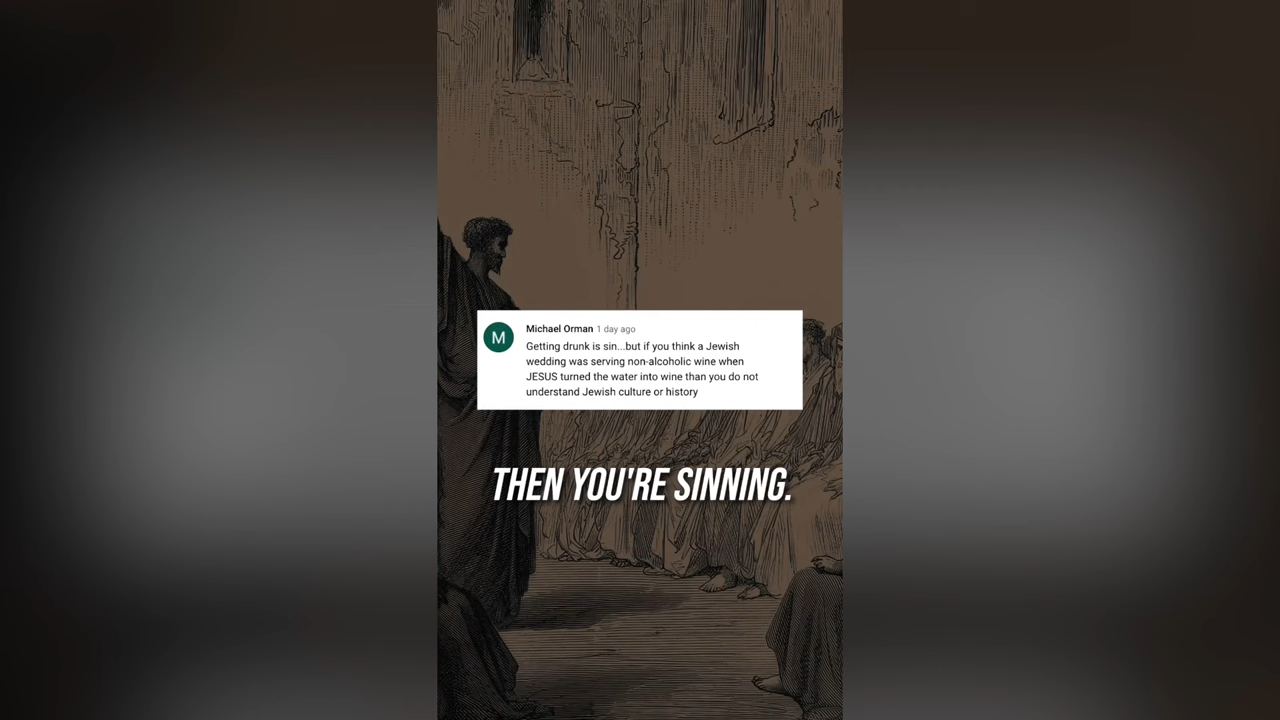 M
Michael Orman 1 day ago
Getting drunk is sin...but if you think a Jewish
wedding was serving non-alcoholic wine when
JESUS turned the water into wine than you do not
understand Jewish culture or history
THEN YOU'RE SINNING.